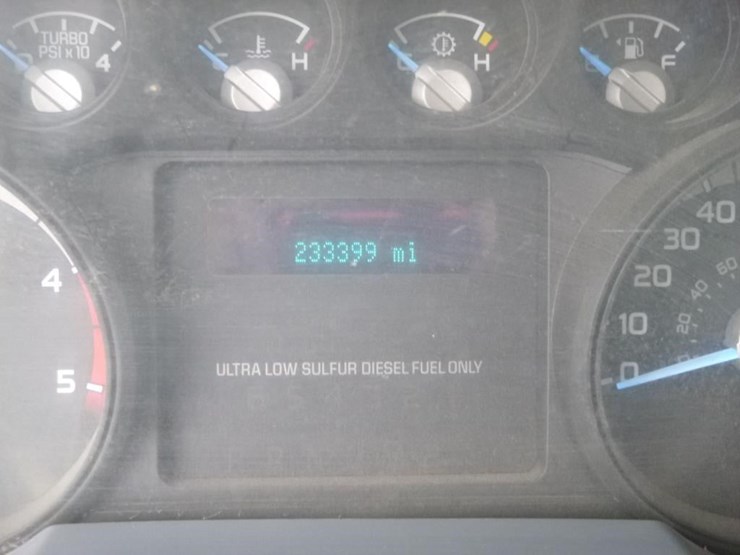 TURBO
PSI x 10
4
H
H
F
233399 mi
ULTRA LOW SULFUR DIESEL FUEL ONLY
4
5
40
30
20
10
0
60
40
20